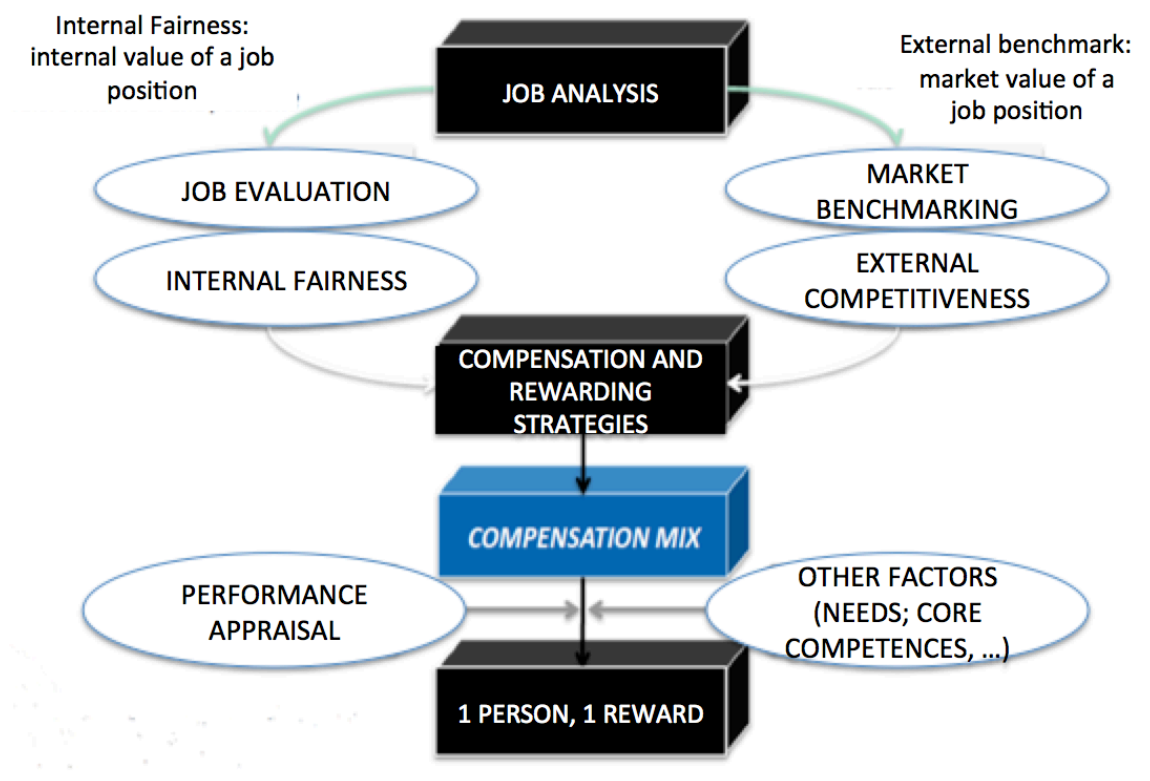 Internal Fairness:
internal value of a job
position
External benchmark:
market value of a
job position
JOB ANALYSIS
JOB EVALUATION
MARKET
BENCHMARKING
INTERNAL FAIRNESS
EXTERNAL
COMPETITIVENESS
COMPENSATION AND
REWARDING
STRATEGIES
COMPENSATION MIX
PERFORMANCE
APPRAISAL
OTHER FACTORS
(NEEDS; CORE
COMPETENCES, ...)
1 PERSON, 1 REWARD